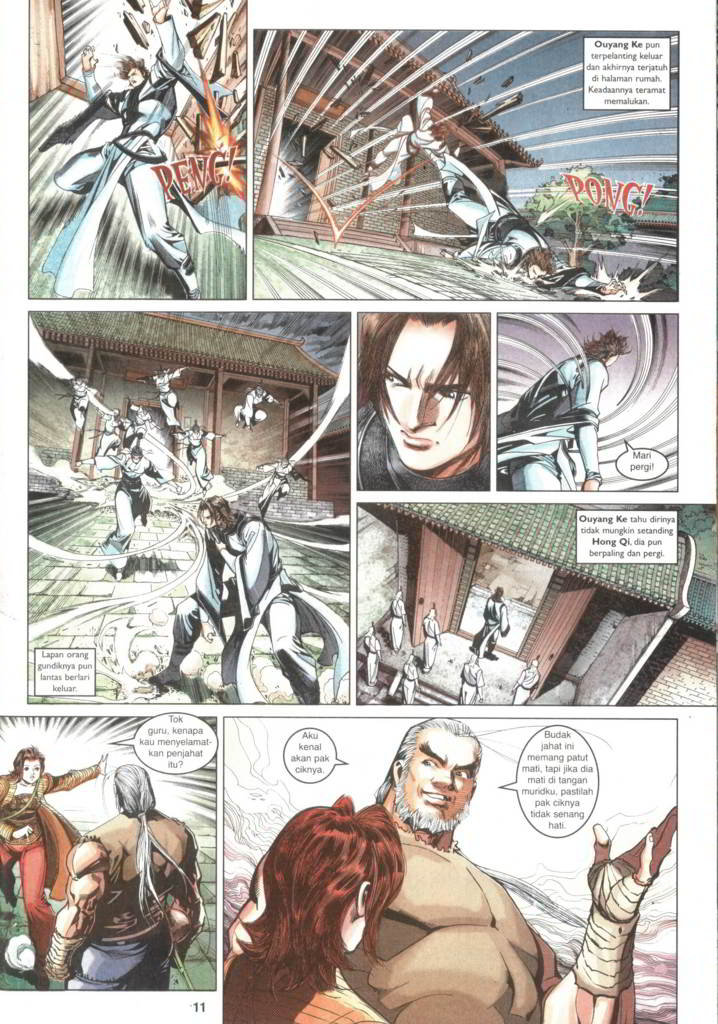 PENG!
Ouyang Ke pun
terpelanting keluar
dan akhirnya terjatuh
di halaman rumah.
Keadaannya teramat
memalukan.
PONG!
Lapan orang
gundiknya pun
lantas berlari
keluar.
Mari
pergi!
Ouyang Ke tahu dirinya
tidak mungkin setanding
Hong Qi, dia pun
berpaling dan pergi.
Tok
guru, kenapa
kau menyelamat-
kan penjahat
itu?
Aku
kenal
akan pak
ciknya.
Budak
jahat ini
memang patut
mati, tapi jika dia
mati di tangan
muridku, pastilah
pak ciknya
tidak senang
hati.
11